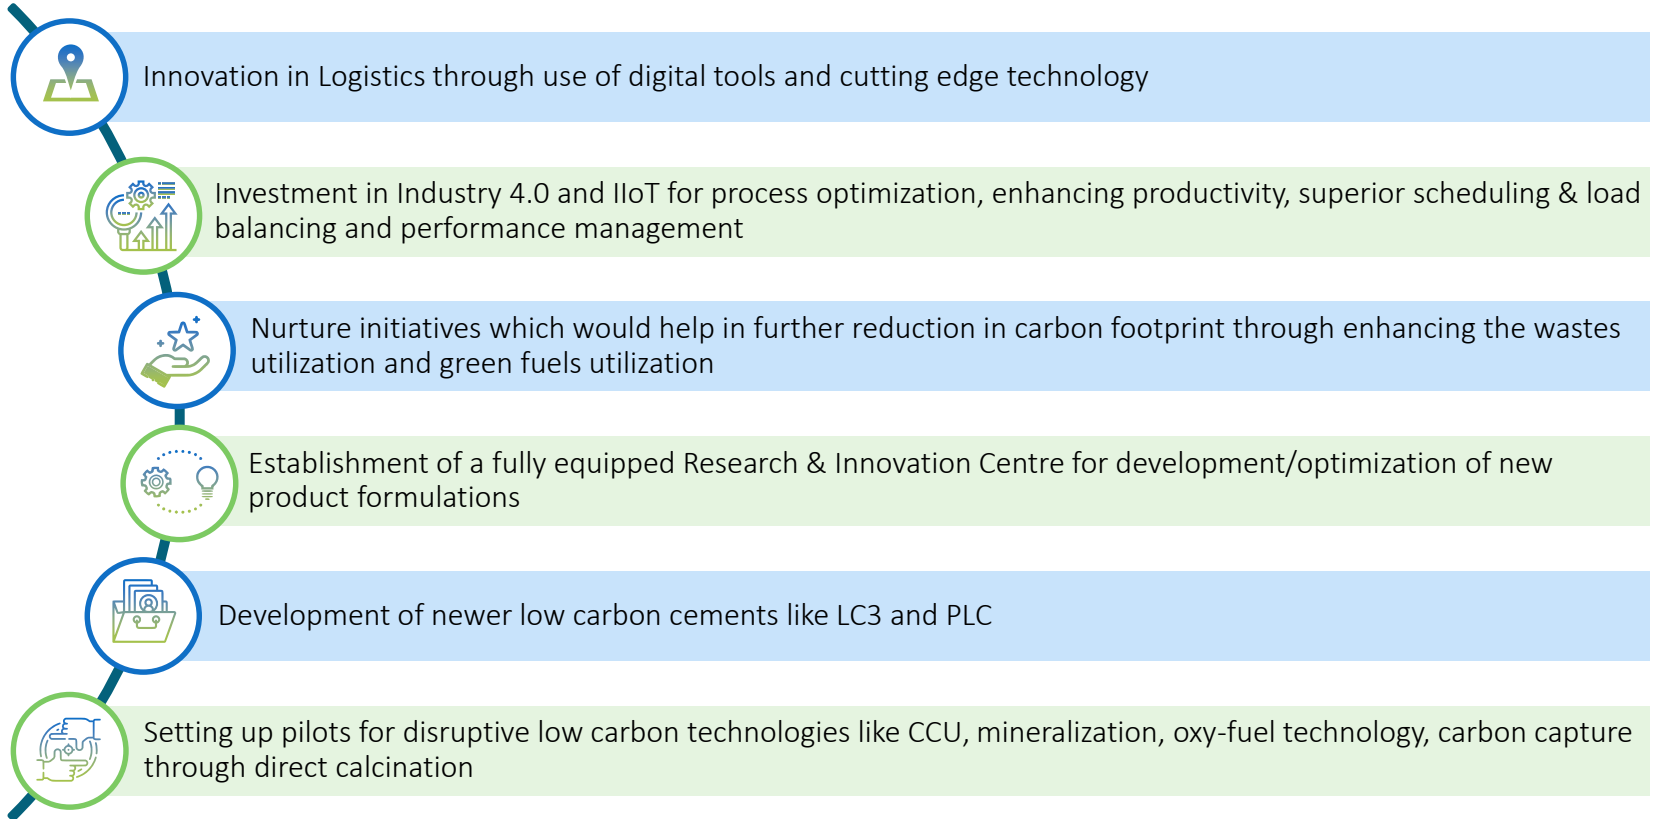 Innovation in Logistics through use of digital tools and cutting edge technology
Investment in Industry 4.0 and IIoT for process optimization, enhancing productivity, superior scheduling & load
balancing and performance management
Nurture initiatives which would help in further reduction in carbon footprint through enhancing the wastes
utilization and green fuels utilization
Establishment of a fully equipped Research & Innovation Centre for development/optimization of new
product formulations
Development of newer low carbon cements like LC3 and PLC
Setting up pilots for disruptive low carbon technologies like CCU, mineralization, oxy-fuel technology, carbon capture
through direct calcination